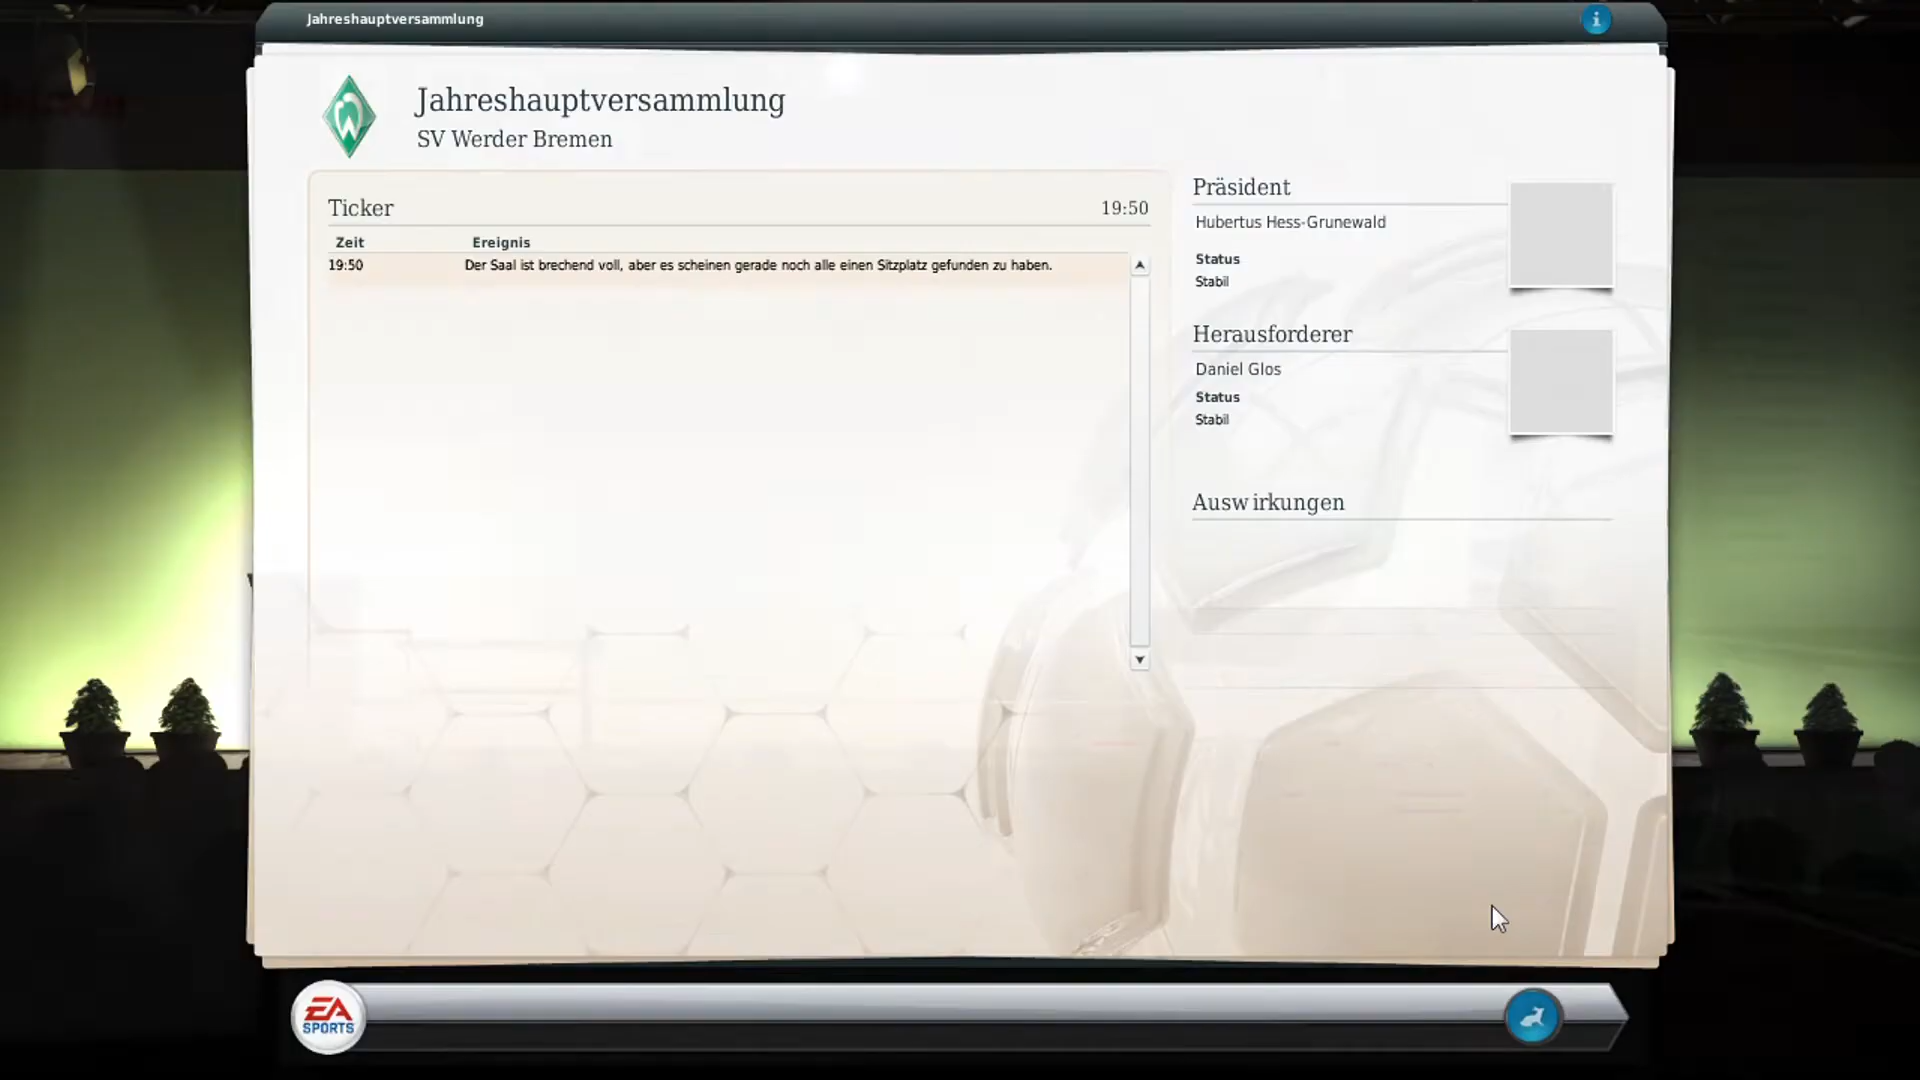 Jahreshauptversammlung
Jahreshauptversammlung
SV Werder Bremen
Ticker 19:50
Zeit Ereignis
19:50 Der Saal ist brechend voll, aber es scheinen gerade noch alle einen Sitzplatz gefunden zu haben.
Präsident
Hubertus Hess-Grunewald
Status
Stabil
Herausforderer
Daniel Glos
Status
Stabil
Auswirkungen
EA
SPORTS